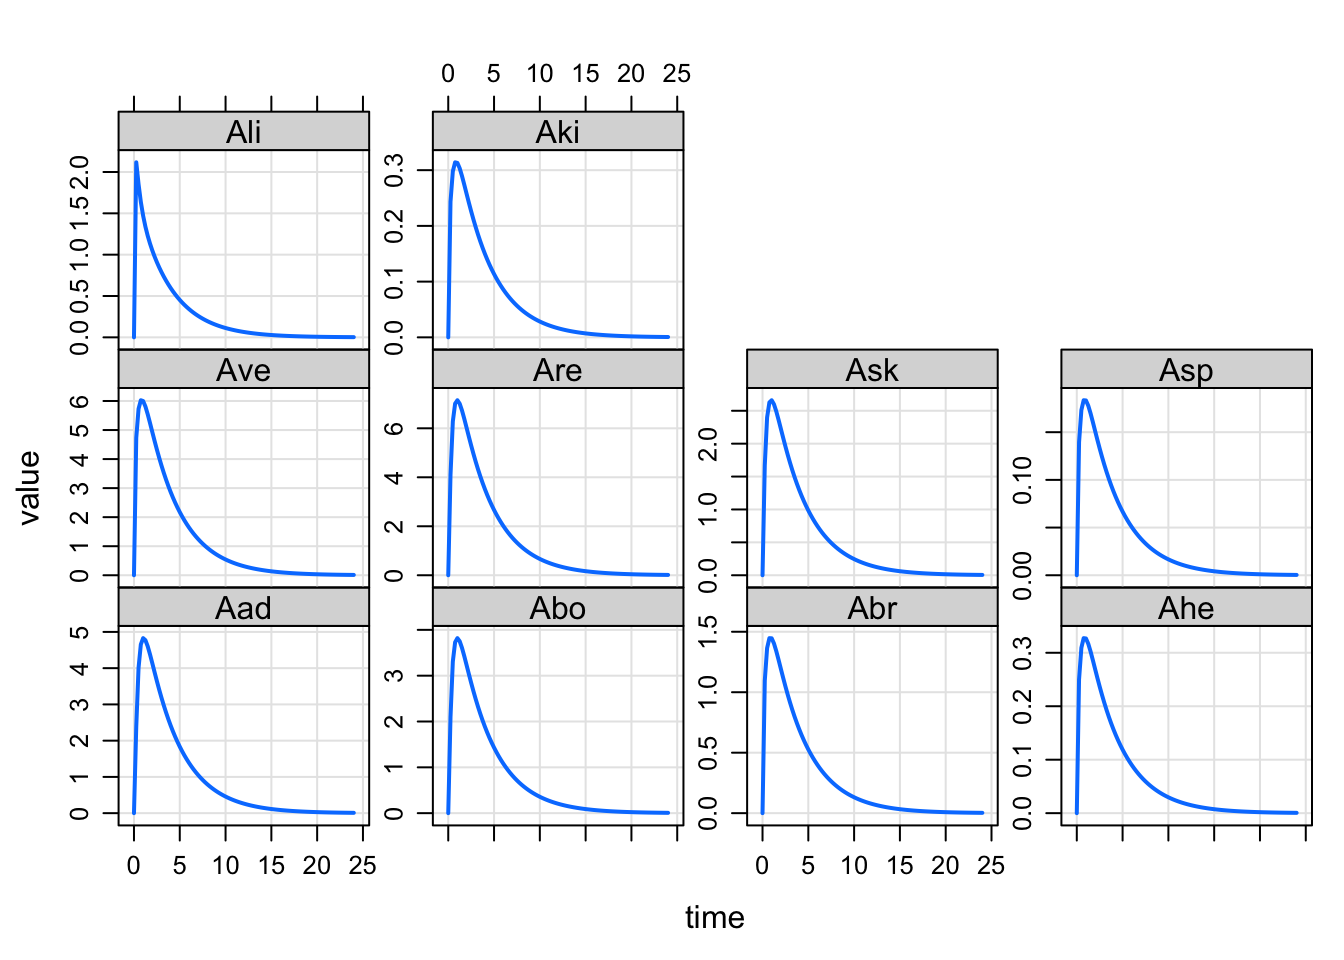 0 5 10 15 20 25
Ali Aki
0.0 0.5 1.0 1.5 2.0
0.0 0.1 0.2 0.3
Ave Are Ask Asp
0 1 2 3 4 5 6
0 2 4 6
0.0 1.0 2.0
0.00 0.10
value
Aad Abo Abr Ahe
0 1 2 3 4 5
0 1 2 3
0.0 0.5 1.0 1.5
0.0 0.1 0.2 0.3
0 5 10 15 20 25 0 5 10 15 20 25
time